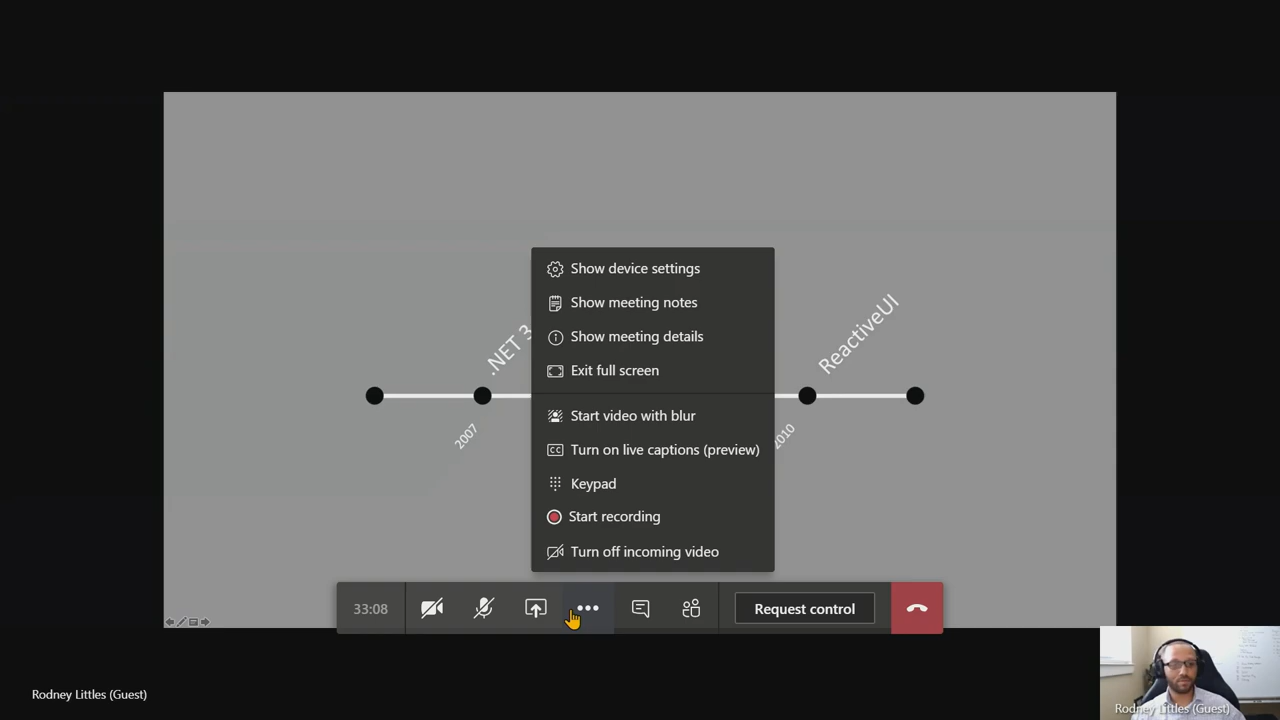 Show device settings
Show meeting notes
Show meeting details
Exit full screen
.NET 3
ReactiveUI
Start video with blur
2007
2010
CC Turn on live captions (preview)
Keypad
Start recording
Turn off incoming video
33:08
Request control
Rodney Littles (Guest)
Rodney Littles (Guest)